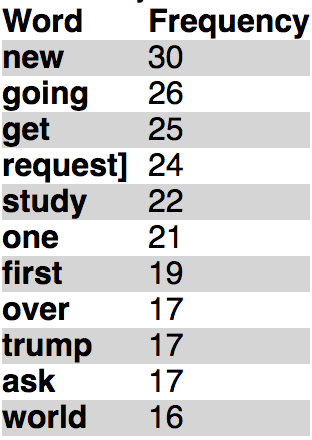 Word Frequency
new 30
going 26
get 25
request] 24
study 22
one 21
first 19
over 17
trump 17
ask 17
world 16